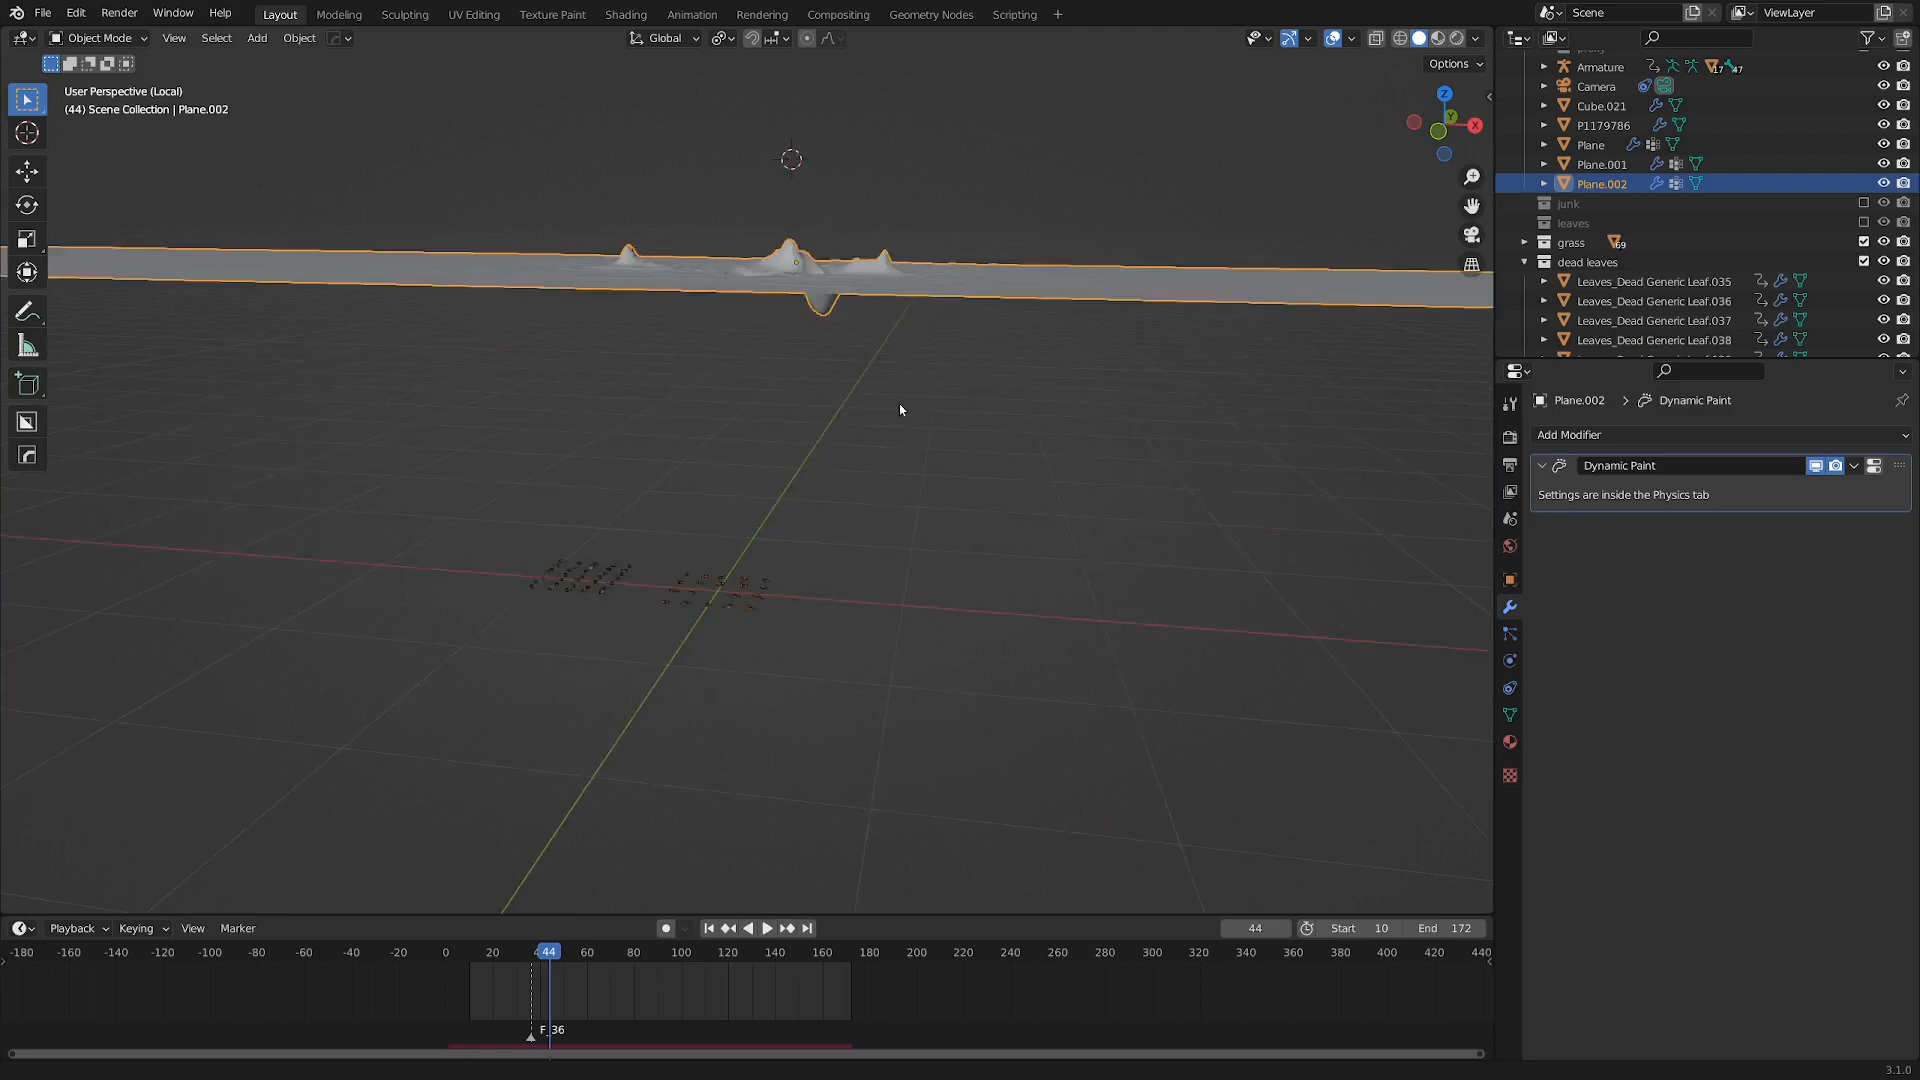 File Edit Render Window Help Layout Modeling Sculpting UV Editing Texture Paint Shading Animation Rendering Compositing Geometry Nodes Scripting + Scene ViewLayer
Object Mode View Select Add Object Global
Options
User Perspective (Local)
(44) Scene Collection | Plane.002
Z
Y
X
Armature 17 47
Camera
Cube.021
P1179786
Plane
Plane.001
Plane.002
junk
leaves
grass 69
dead leaves
Leaves_Dead Generic Leaf.035
Leaves_Dead Generic Leaf.036
Leaves_Dead Generic Leaf.037
Leaves_Dead Generic Leaf.038
Plane.002 > Dynamic Paint
Add Modifier
Dynamic Paint
Settings are inside the Physics tab
Playback Keying View Marker 44 Start 10 End 172
-180 -160 -140 -120 -100 -80 -60 -40 -20 0 20 44 60 80 100 120 140 160 180 200 220 240 260 280 300 320 340 360 380 400 420 440
F_36
3.1.0